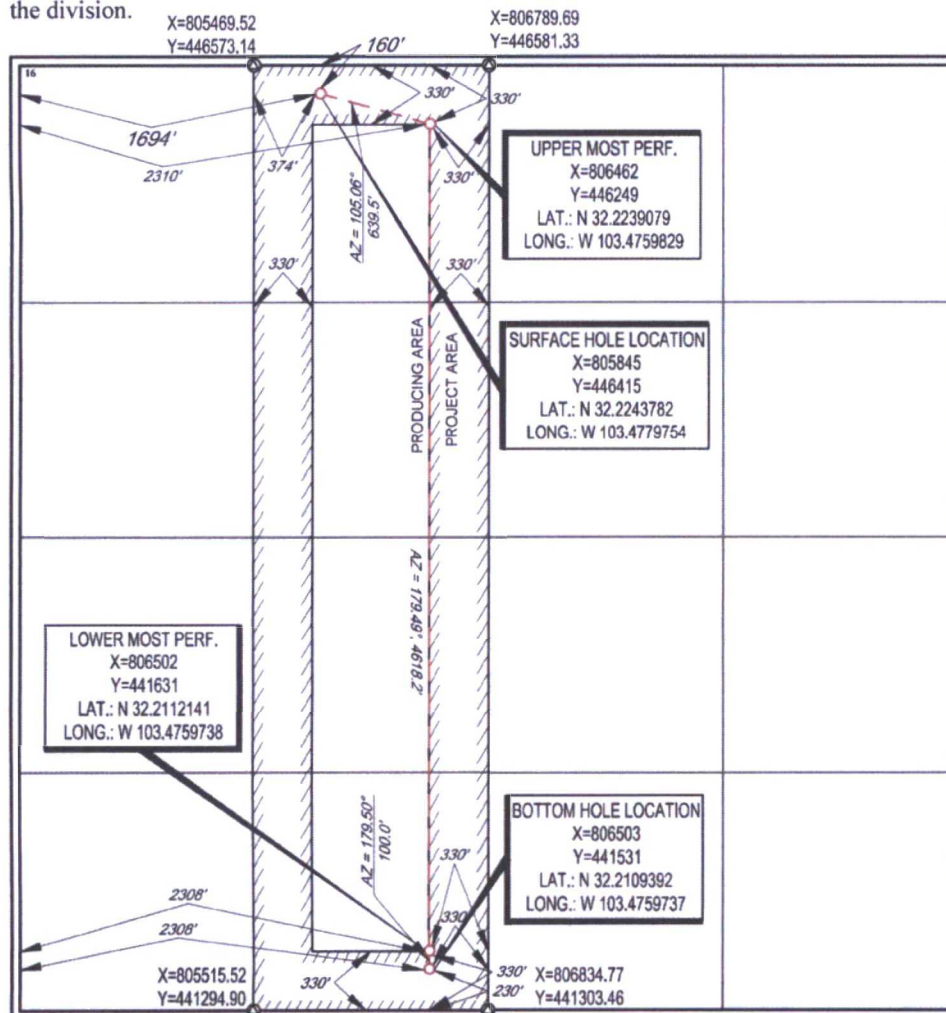 the division.
X=805469.52
Y=446573.14
X=806789.69
Y=446581.33
160'
16
330'
330'
1694'
2310'
374'
330'
AZ = 105.06°
639.5'
UPPER MOST PERF.
X=806462
Y=446249
LAT.: N 32.2239079
LONG.: W 103.4759829
330'
330'
SURFACE HOLE LOCATION
X=805845
Y=446415
LAT.: N 32.2243782
LONG.: W 103.4779754
PRODUCING AREA
PROJECT AREA
AZ = 179.49°, 4618.2'
LOWER MOST PERF.
X=806502
Y=441631
LAT.: N 32.2112141
LONG.: W 103.4759738
AZ = 179.50°
100.0'
BOTTOM HOLE LOCATION
X=806503
Y=441531
LAT.: N 32.2109392
LONG.: W 103.4759737
330'
2308'
330'
2308'
X=805515.52
Y=441294.90
330'
330'
230'
X=806834.77
Y=441303.46